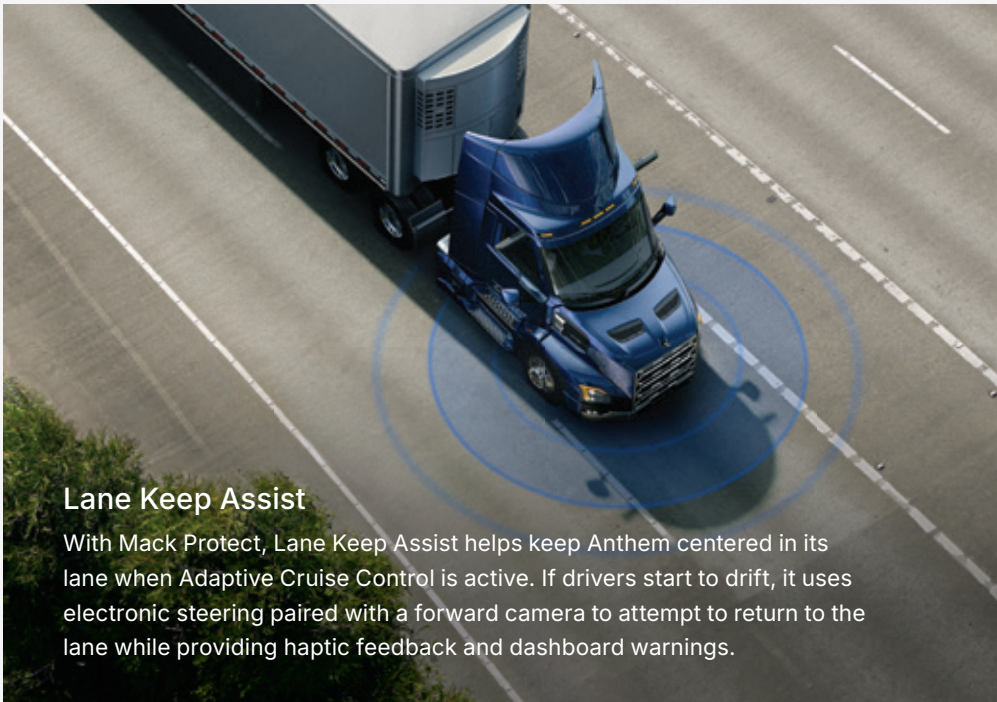 Lane Keep Assist
With Mack Protect, Lane Keep Assist helps keep Anthem centered in its
lane when Adaptive Cruise Control is active. If drivers start to drift, it uses
electronic steering paired with a forward camera to attempt to return to the
lane while providing haptic feedback and dashboard warnings.